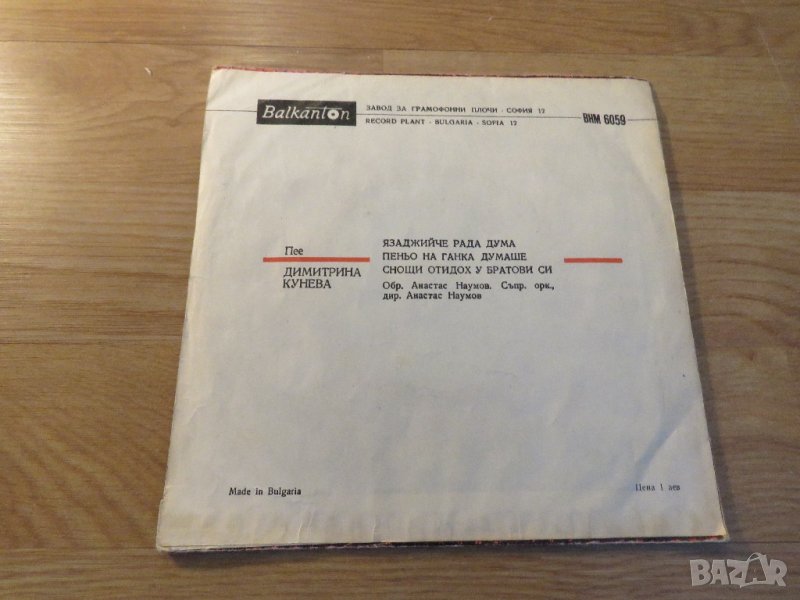 Balkanton
ЗАВОД ЗА ГРАМОФОННИ ПЛОЧИ · СОФИЯ 12
RECORD PLANT · BULGARIA · SOFIA 12
ВНМ 6059
Пее
ДИМИТРИНА
КУНЕВА
ЯЗАДЖИЙЧЕ РАДА ДУМА
ПЕНЬО НА ГАНКА ДУМАШЕ
СНОЩИ ОТИДОХ У БРАТОВИ СИ
Обр. Анастас Наумов. Съпр. орк.,
дир. Анастас Наумов
Made in Bulgaria
Цена 1 лев
BAZAR